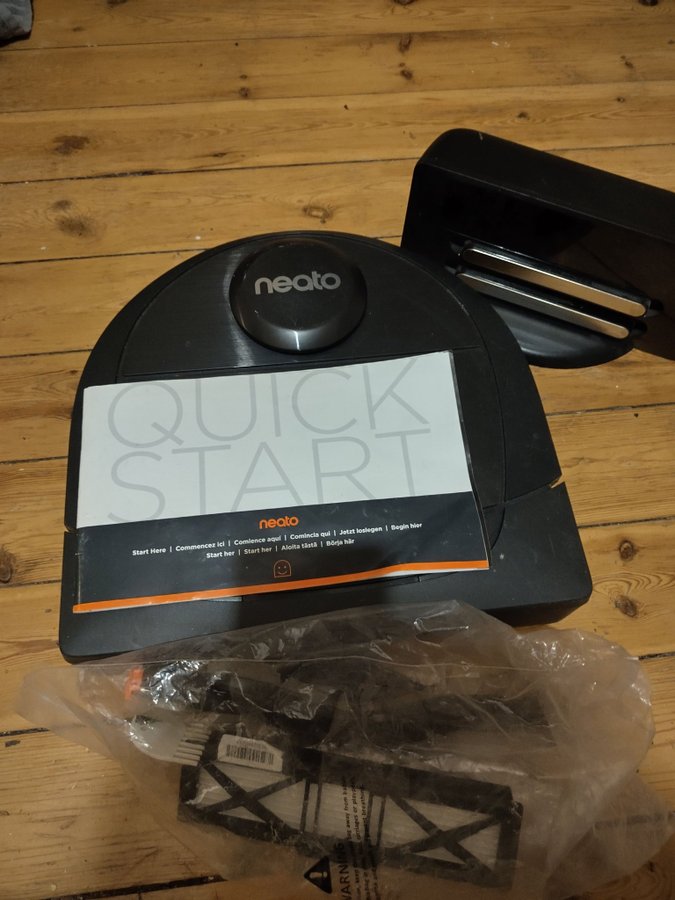 neato
QUICK
START
neato
Start Here | Commencez ici | Comience aquí | Comincia qui | Jetzt loslegen | Begin hier
Start her | Start her | Aloita tästä | Börja här
WARNING